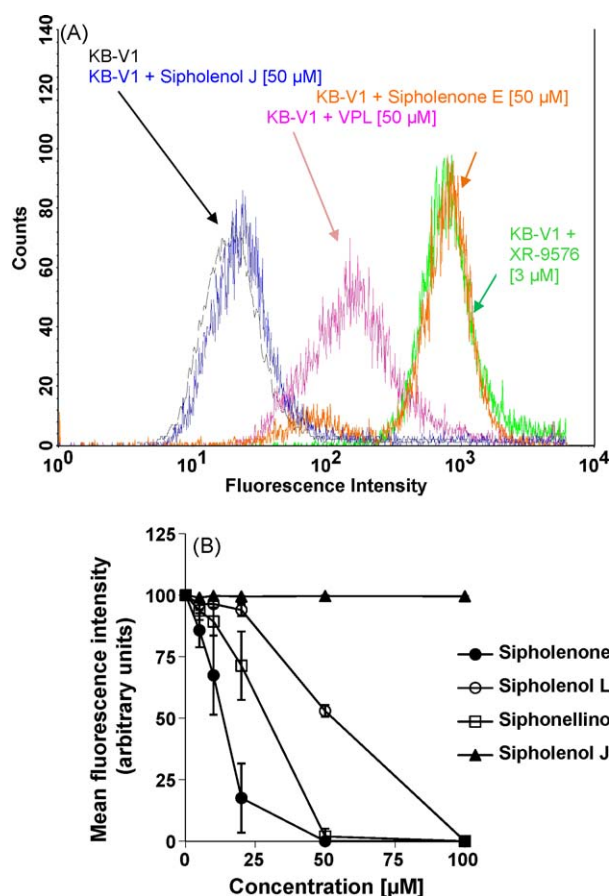 (A)
KB-V1
KB-V1 + Sipholenol J [50 µM]
KB-V1 + Sipholenone E [50 µM]
KB-V1 + VPL [50 µM]
KB-V1 +
XR-9576
[3 µM]
140
120
100
80
60
40
20
0
Counts
10⁰ 10¹ 10² 10³ 10⁴
Fluorescence Intensity
(B)
125
100
75
50
25
0
Mean fluorescence intensity
(arbitrary units)
Sipholenone
Sipholenol L
Siphonellino
Sipholenol J
0 25 50 75 100
Concentration [µM]